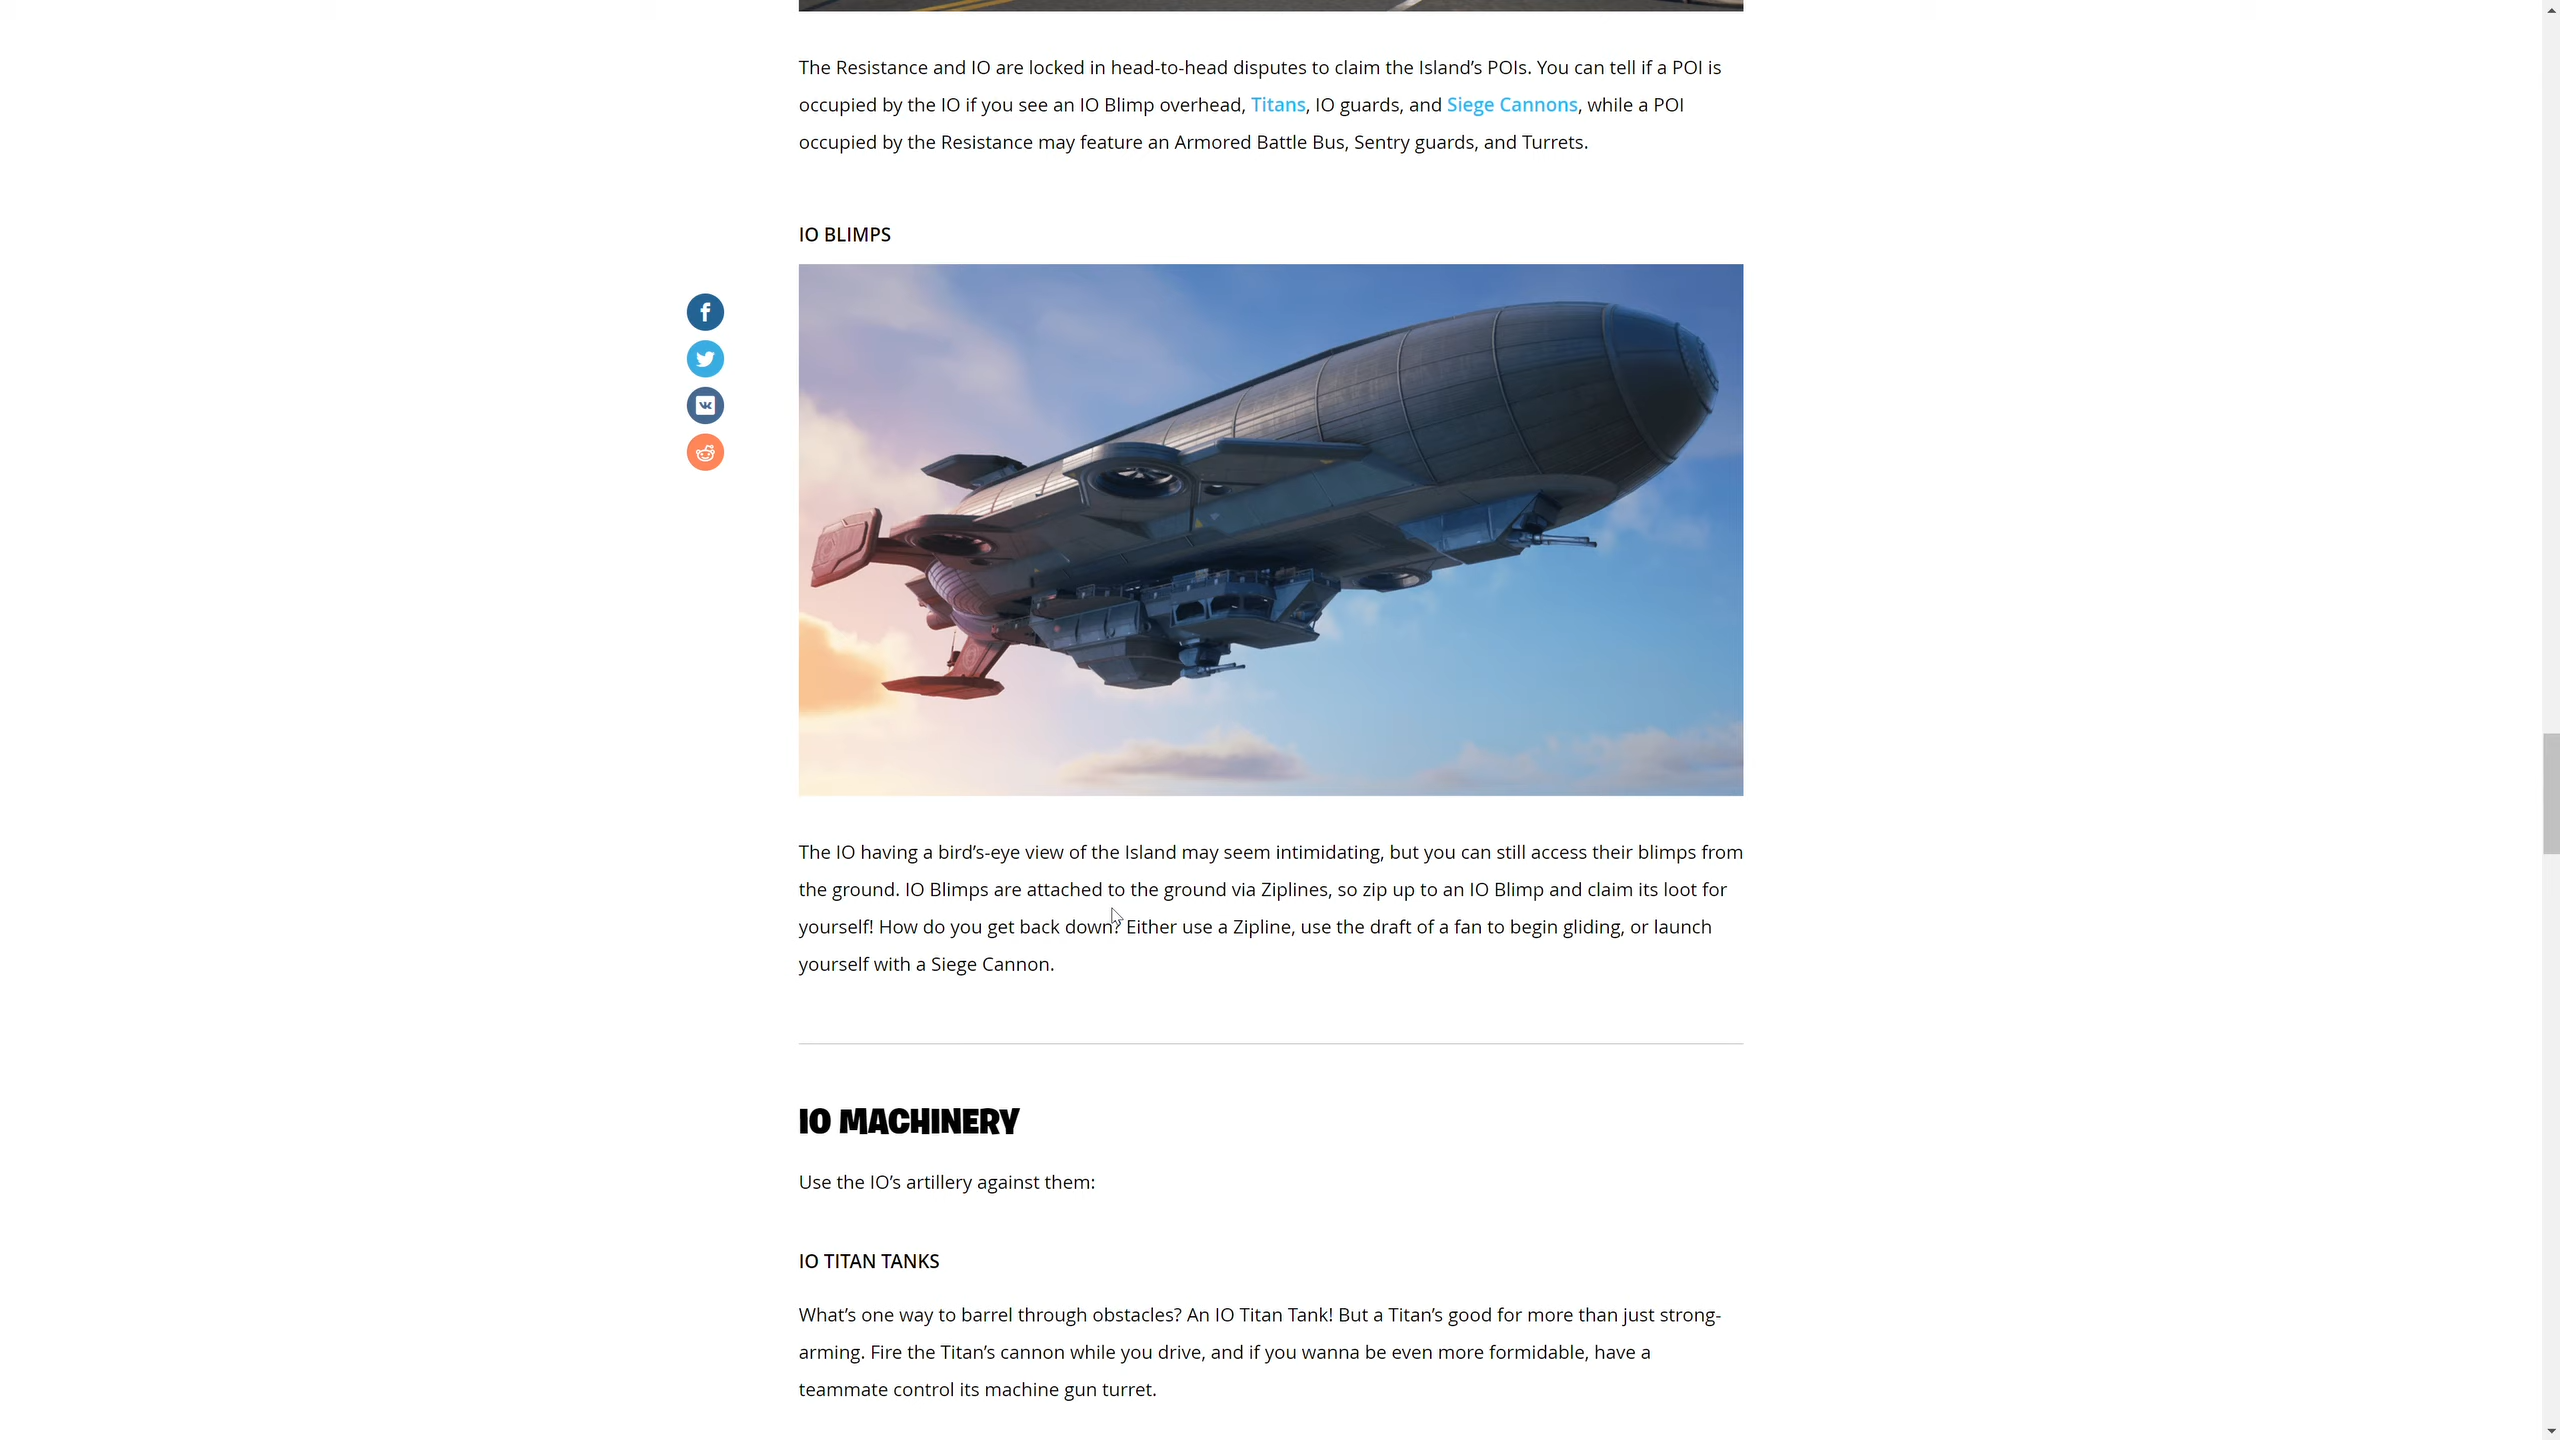 The Resistance and IO are locked in head-to-head disputes to claim the Island’s POIs. You can tell if a POI is
occupied by the IO if you see an IO Blimp overhead, Titans, IO guards, and Siege Cannons, while a POI
occupied by the Resistance may feature an Armored Battle Bus, Sentry guards, and Turrets.
IO BLIMPS
The IO having a bird’s-eye view of the Island may seem intimidating, but you can still access their blimps from
the ground. IO Blimps are attached to the ground via Ziplines, so zip up to an IO Blimp and claim its loot for
yourself! How do you get back down? Either use a Zipline, use the draft of a fan to begin gliding, or launch
yourself with a Siege Cannon.
IO MACHINERY
Use the IO’s artillery against them:
IO TITAN TANKS
What’s one way to barrel through obstacles? An IO Titan Tank! But a Titan’s good for more than just strong-
arming. Fire the Titan’s cannon while you drive, and if you wanna be even more formidable, have a
teammate control its machine gun turret.